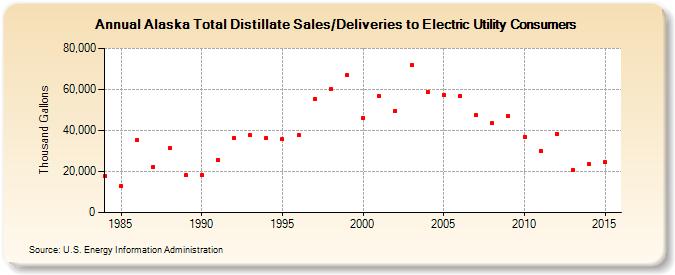 Annual Alaska Total Distillate Sales/Deliveries to Electric Utility Consumers
Thousand Gallons
80,000
60,000
40,000
20,000
0
1985 1990 1995 2000 2005 2010 2015
Source: U.S. Energy Information Administration